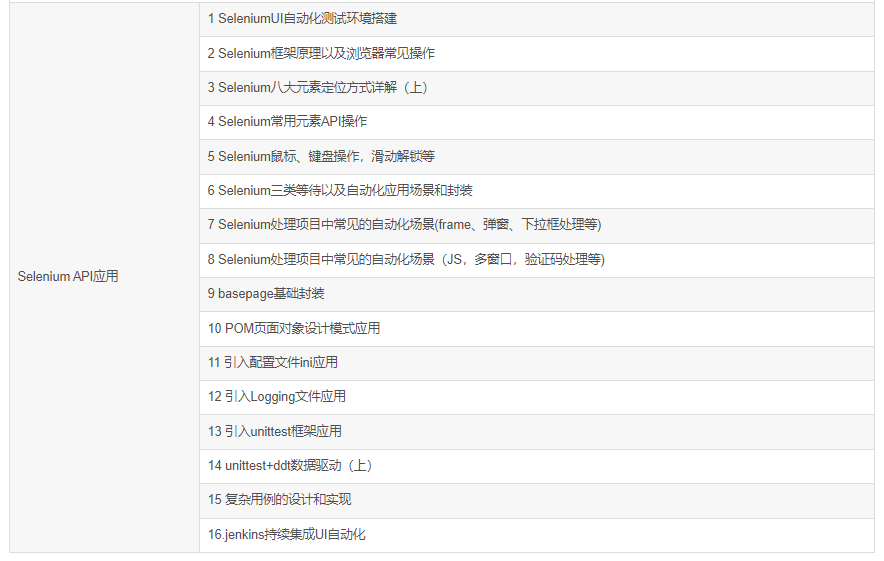 1 SeleniumUI自动化测试环境搭建
2 Selenium框架原理以及浏览器常见操作
3 Selenium八大元素定位方式详解（上）
4 Selenium常用元素API操作
5 Selenium鼠标、键盘操作，滑动解锁等
6 Selenium三类等待以及自动化应用场景和封装
7 Selenium处理项目中常见的自动化场景(frame、弹窗、下拉框处理等)
Selenium API应用
8 Selenium处理项目中常见的自动化场景（JS，多窗口，验证码处理等)
9 basepage基础封装
10 POM页面对象设计模式应用
11 引入配置文件ini应用
12 引入Logging文件应用
13 引入unittest框架应用
14 unittest+ddt数据驱动（上）
15 复杂用例的设计和实现
16.jenkins持续集成UI自动化